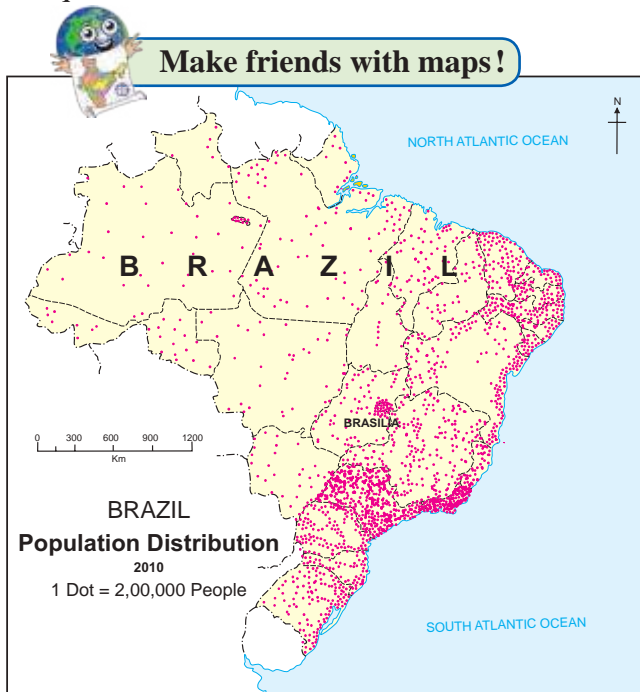 Make friends with maps!
N
NORTH ATLANTIC OCEAN
B R A Z I L
BRASILIA
0 300 600 900 1200
Km
BRAZIL
Population Distribution
2010
1 Dot = 2,00,000 People
SOUTH ATLANTIC OCEAN